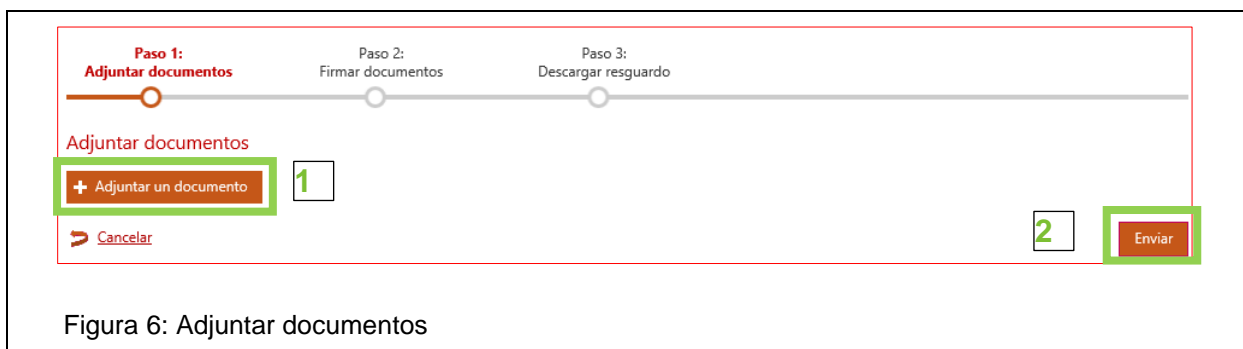 Paso 1:
Adjuntar documentos
Paso 2:
Firmar documentos
Paso 3:
Descargar resguardo
Adjuntar documentos
+ Adjuntar un documento
1
Cancelar
2
Enviar
Figura 6: Adjuntar documentos